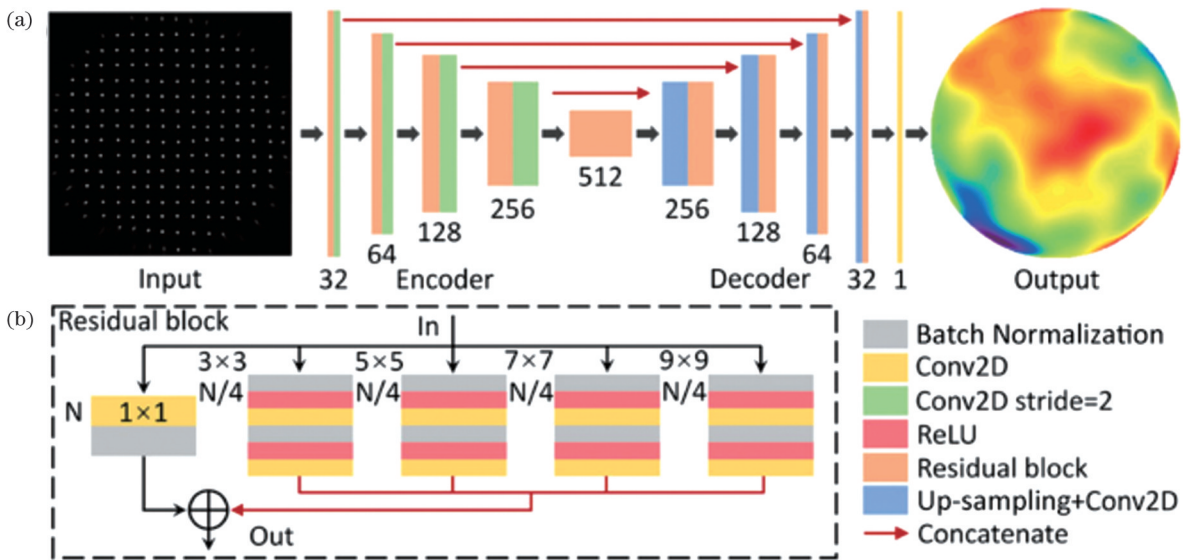 (a)
32
64
128
256
512
256
128
64
32
1
Input
Encoder
Decoder
Output
(b)
Residual block
In
N
1×1
3×3
N/4
5×5
N/4
7×7
N/4
9×9
N/4
Out
Batch Normalization
Conv2D
Conv2D stride=2
ReLU
Residual block
Up-sampling+Conv2D
Concatenate